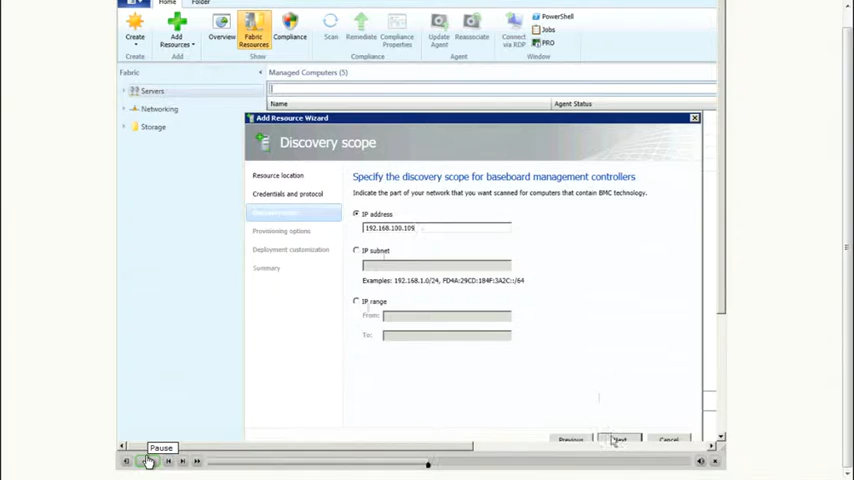 Home Folder
Create
Add Resources
Overview
Fabric Resources
Compliance
Scan
Remediate
Compliance Properties
Update Agent
Reassociate
Connect via RDP
PowerShell
Jobs
PRO
Create
Add
Show
Compliance
Agent
Window
Fabric
Managed Computers (5)
Servers
Networking
Storage
Name
Agent Status
Add Resource Wizard
Discovery scope
Resource location
Credentials and protocol
Provisioning options
Deployment customization
Summary
Specify the discovery scope for baseboard management controllers
Indicate the part of your network that you want scanned for computers that contain BMC technology.
IP address
192.168.100.105
IP subnet
Examples: 192.168.1.0/24, FD4A:29CD:184F:3A2C::/64
IP range
From:
To:
Previous
Next
Cancel
Pause